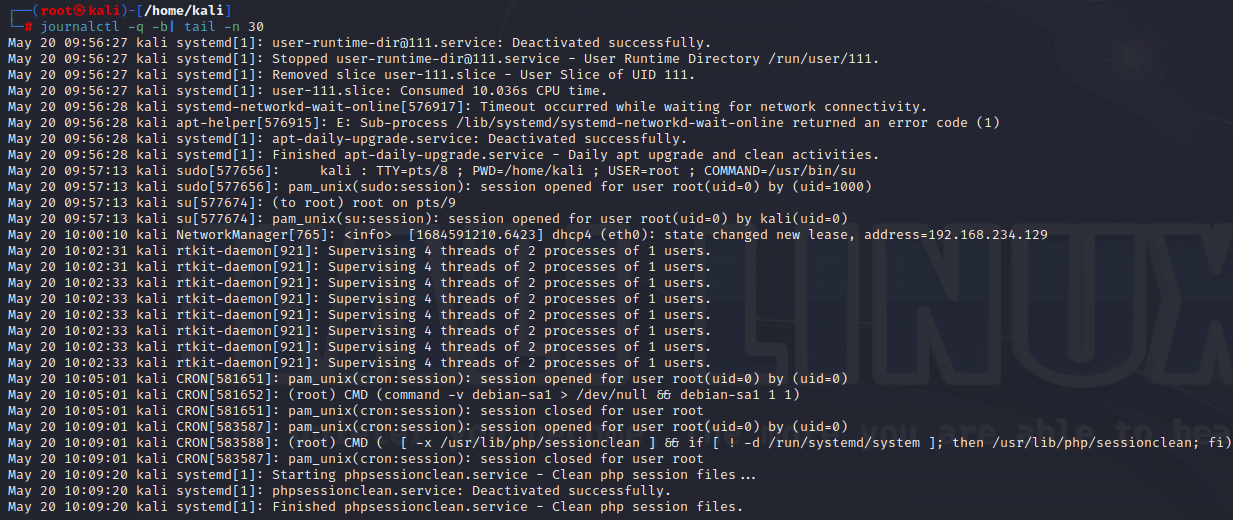 ┌──(root㉿kali)-[/home/kali]
└─# journalctl -q -b| tail -n 30
May 20 09:56:27 kali systemd[1]: user-runtime-dir@111.service: Deactivated successfully.
May 20 09:56:27 kali systemd[1]: Stopped user-runtime-dir@111.service - User Runtime Directory /run/user/111.
May 20 09:56:27 kali systemd[1]: Removed slice user-111.slice - User Slice of UID 111.
May 20 09:56:27 kali systemd[1]: user-111.slice: Consumed 10.036s CPU time.
May 20 09:56:28 kali systemd-networkd-wait-online[576917]: Timeout occurred while waiting for network connectivity.
May 20 09:56:28 kali apt-helper[576915]: E: Sub-process /lib/systemd/systemd-networkd-wait-online returned an error code (1)
May 20 09:56:28 kali systemd[1]: apt-daily-upgrade.service: Deactivated successfully.
May 20 09:56:28 kali systemd[1]: Finished apt-daily-upgrade.service - Daily apt upgrade and clean activities.
May 20 09:57:13 kali sudo[577656]:     kali : TTY=pts/8 ; PWD=/home/kali ; USER=root ; COMMAND=/usr/bin/su
May 20 09:57:13 kali sudo[577656]: pam_unix(sudo:session): session opened for user root(uid=0) by (uid=1000)
May 20 09:57:13 kali su[577674]: (to root) root on pts/9
May 20 09:57:13 kali su[577674]: pam_unix(su:session): session opened for user root(uid=0) by kali(uid=0)
May 20 10:00:10 kali NetworkManager[765]: <info>  [1684591210.6423] dhcp4 (eth0): state changed new lease, address=192.168.234.129
May 20 10:02:31 kali rtkit-daemon[921]: Supervising 4 threads of 2 processes of 1 users.
May 20 10:02:31 kali rtkit-daemon[921]: Supervising 4 threads of 2 processes of 1 users.
May 20 10:02:33 kali rtkit-daemon[921]: Supervising 4 threads of 2 processes of 1 users.
May 20 10:02:33 kali rtkit-daemon[921]: Supervising 4 threads of 2 processes of 1 users.
May 20 10:02:33 kali rtkit-daemon[921]: Supervising 4 threads of 2 processes of 1 users.
May 20 10:02:33 kali rtkit-daemon[921]: Supervising 4 threads of 2 processes of 1 users.
May 20 10:02:33 kali rtkit-daemon[921]: Supervising 4 threads of 2 processes of 1 users.
May 20 10:02:33 kali rtkit-daemon[921]: Supervising 4 threads of 2 processes of 1 users.
May 20 10:05:01 kali CRON[581651]: pam_unix(cron:session): session opened for user root(uid=0) by (uid=0)
May 20 10:05:01 kali CRON[581652]: (root) CMD (command -v debian-sa1 > /dev/null && debian-sa1 1 1)
May 20 10:05:01 kali CRON[581651]: pam_unix(cron:session): session closed for user root
May 20 10:09:01 kali CRON[583587]: pam_unix(cron:session): session opened for user root(uid=0) by (uid=0)
May 20 10:09:01 kali CRON[583588]: (root) CMD (  [ -x /usr/lib/php/sessionclean ] && if [ ! -d /run/systemd/system ]; then /usr/lib/php/sessionclean; fi)
May 20 10:09:01 kali CRON[583587]: pam_unix(cron:session): session closed for user root
May 20 10:09:20 kali systemd[1]: Starting phpsessionclean.service - Clean php session files...
May 20 10:09:20 kali systemd[1]: phpsessionclean.service: Deactivated successfully.
May 20 10:09:20 kali systemd[1]: Finished phpsessionclean.service - Clean php session files.